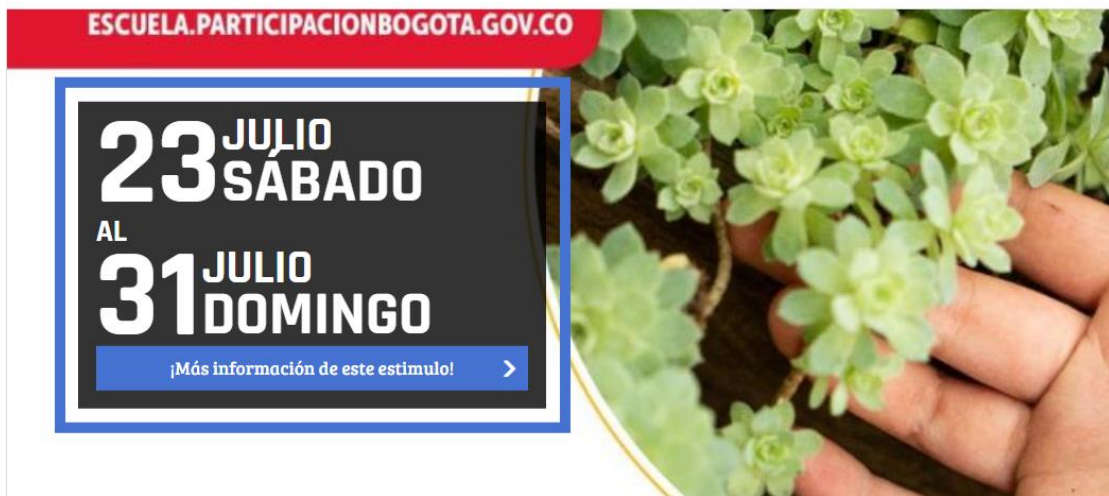 ESCUELA.PARTICIPACIONBOGOTA.GOV.CO
23 JULIO
SÁBADO
AL
31 JULIO
DOMINGO
¡Más información de este estimulo!